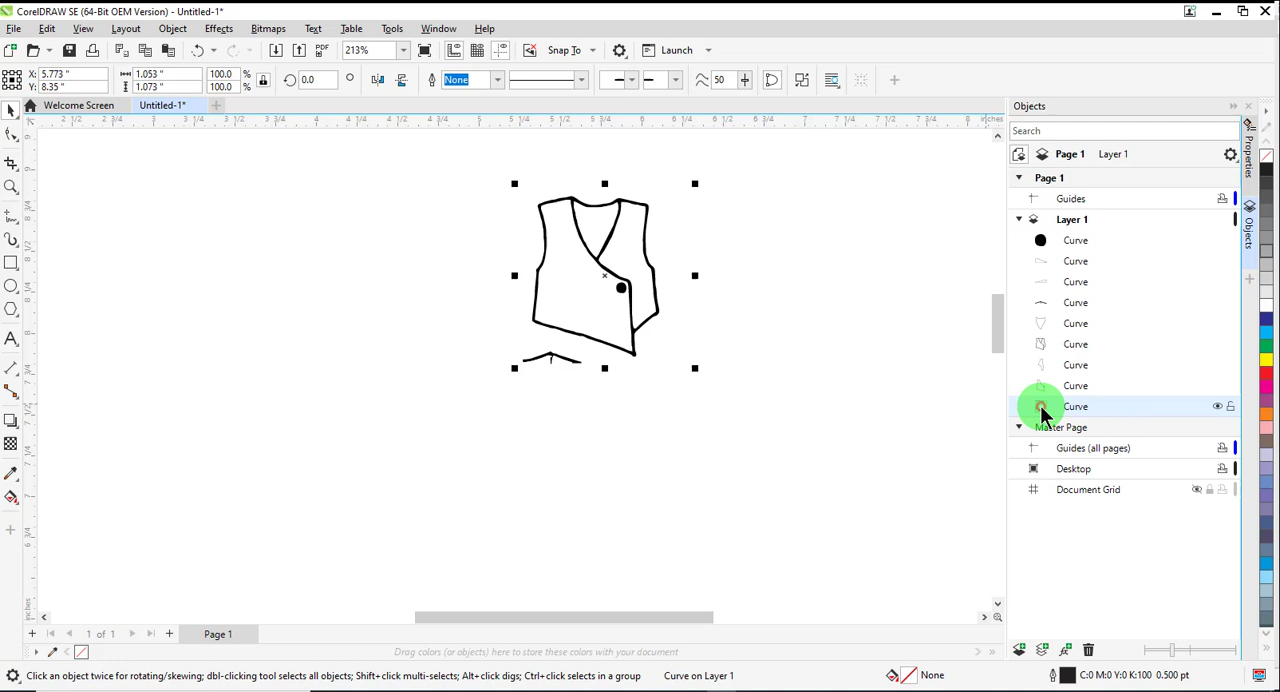 CorelDRAW SE (64-Bit OEM Version) - Untitled-1*
File Edit View Layout Object Effects Bitmaps Text Table Tools Window Help
PDF 213% Snap To Launch
X: 5.773 " 1.053 " 100.0 % 0.0 ° None 50
Y: 8.35 " 1.073 " 100.0 %
Welcome Screen Untitled-1*
inches
inches
Objects
Search
Page 1 Layer 1
Page 1
Guides
Layer 1
Curve
Curve
Curve
Curve
Curve
Curve
Curve
Curve
Curve
Master Page
Guides (all pages)
Desktop
Document Grid
Properties
Objects
1 of 1 Page 1
Drag colors (or objects) here to store these colors with your document
Click an object twice for rotating/skewing; dbl-clicking tool selects all objects; Shift+click multi-selects; Alt+click digs; Ctrl+click selects in a group Curve on Layer 1 None C:0 M:0 Y:0 K:100 0.500 pt